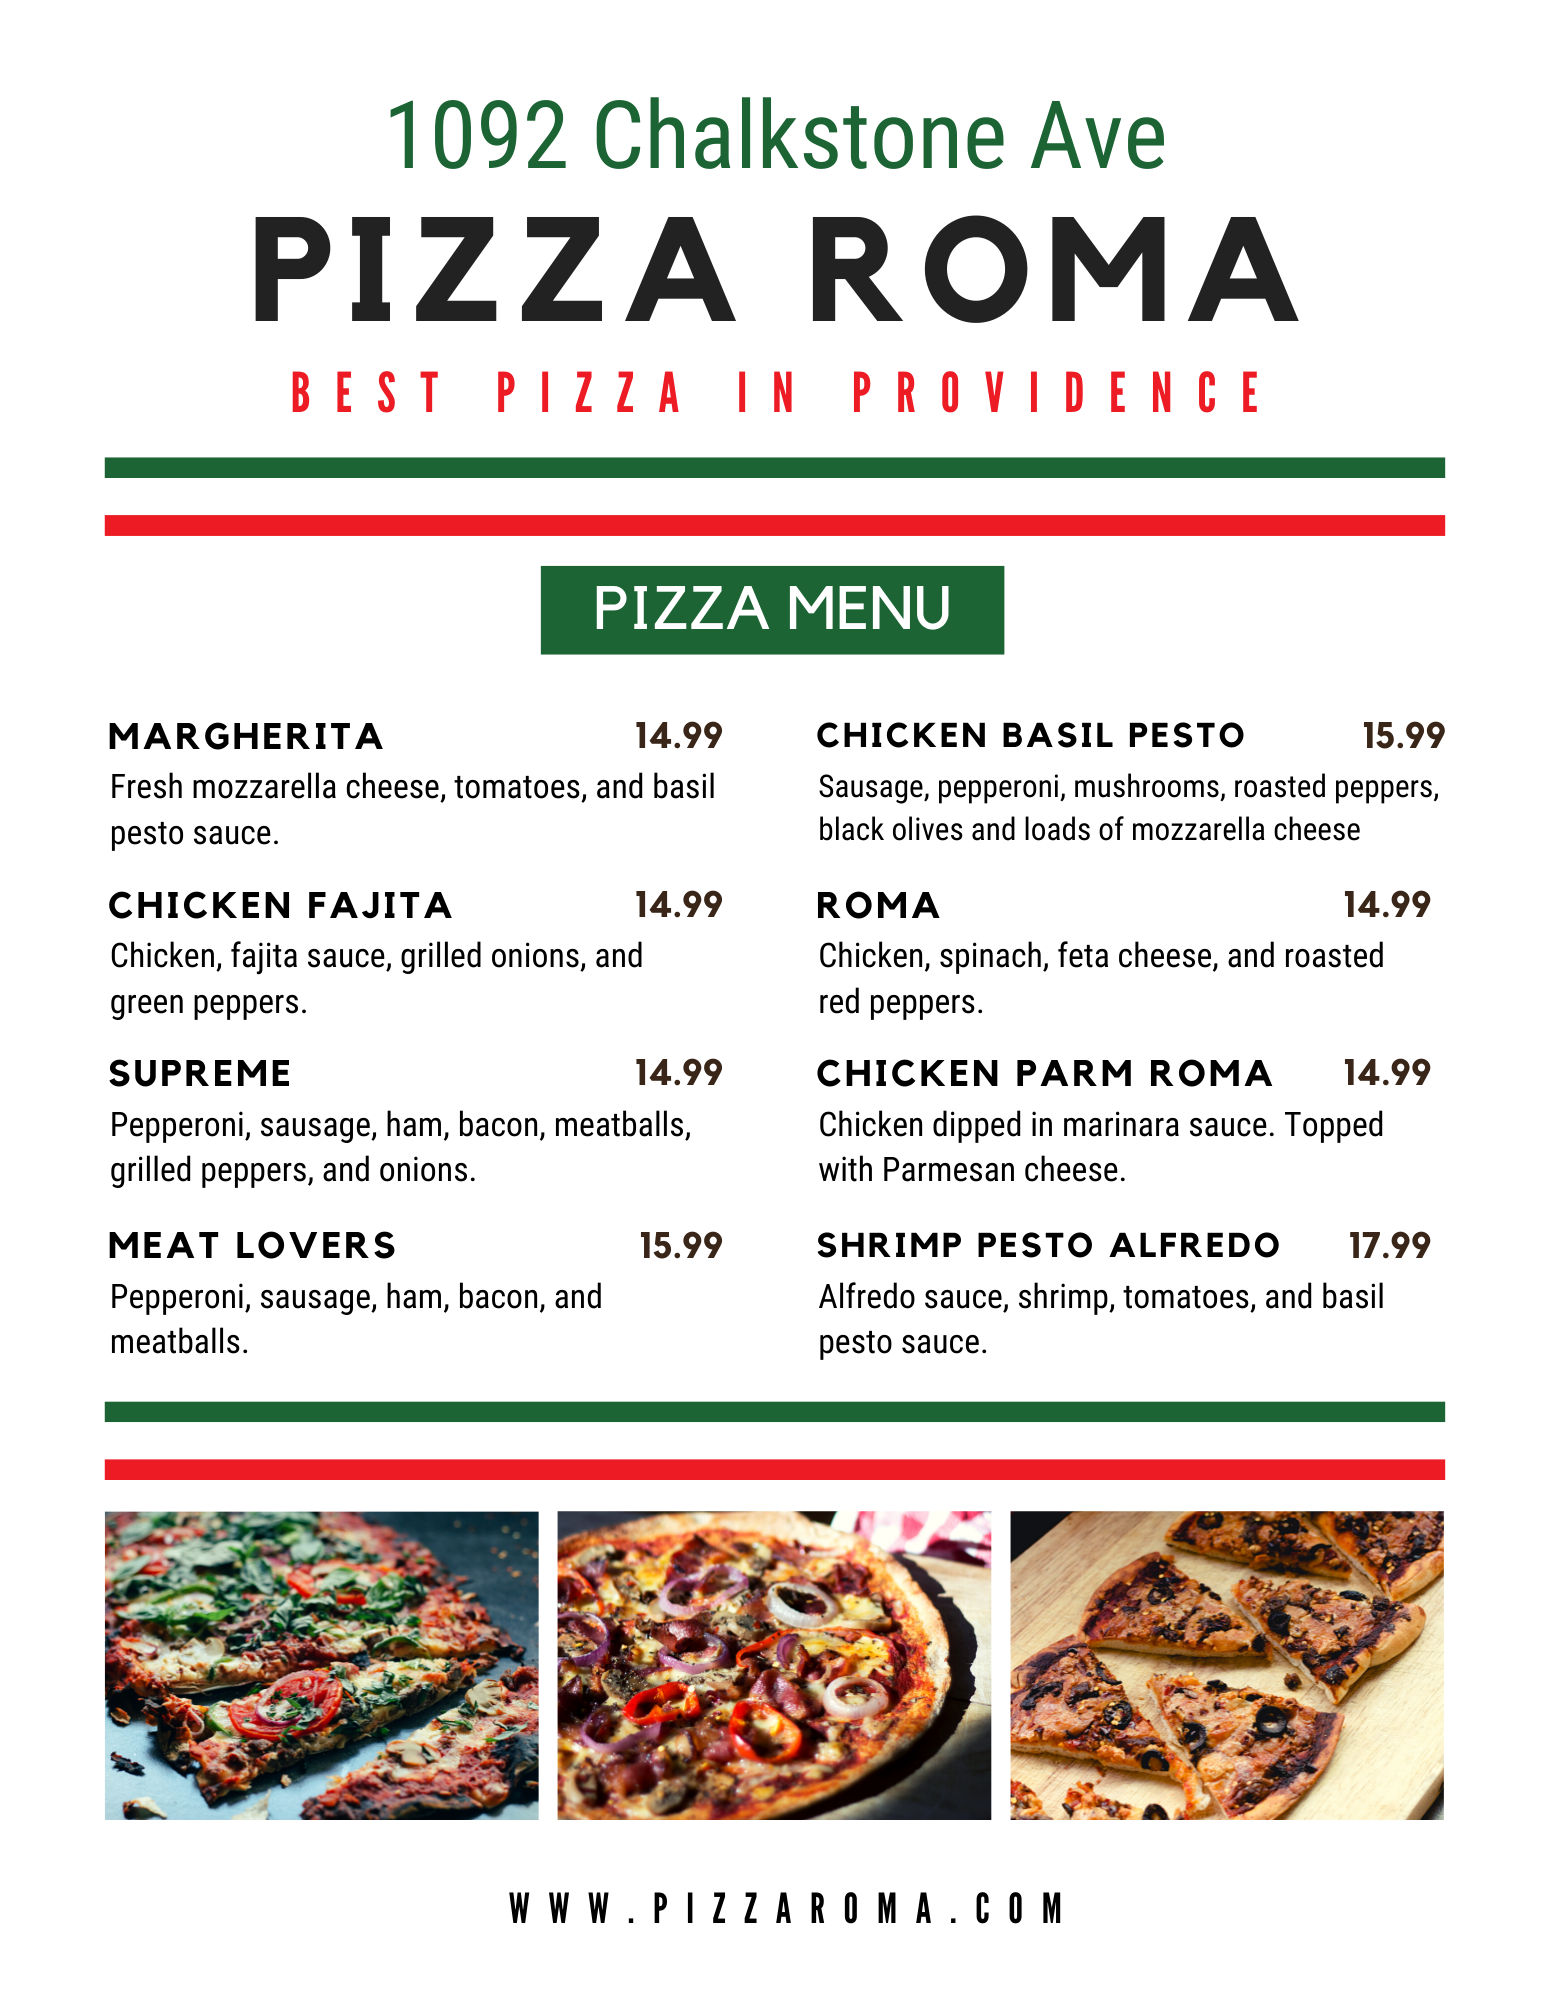 1092 Chalkstone Ave
PIZZA ROMA
BEST PIZZA IN PROVIDENCE
PIZZA MENU
MARGHERITA 14.99
Fresh mozzarella cheese, tomatoes, and basil
pesto sauce.
CHICKEN FAJITA 14.99
Chicken, fajita sauce, grilled onions, and
green peppers.
SUPREME 14.99
Pepperoni, sausage, ham, bacon, meatballs,
grilled peppers, and onions.
MEAT LOVERS 15.99
Pepperoni, sausage, ham, bacon, and
meatballs.
CHICKEN BASIL PESTO 15.99
Sausage, pepperoni, mushrooms, roasted peppers,
black olives and loads of mozzarella cheese
ROMA 14.99
Chicken, spinach, feta cheese, and roasted
red peppers.
CHICKEN PARM ROMA 14.99
Chicken dipped in marinara sauce. Topped
with Parmesan cheese.
SHRIMP PESTO ALFREDO 17.99
Alfredo sauce, shrimp, tomatoes, and basil
pesto sauce.
WWW.PIZZAROMA.COM